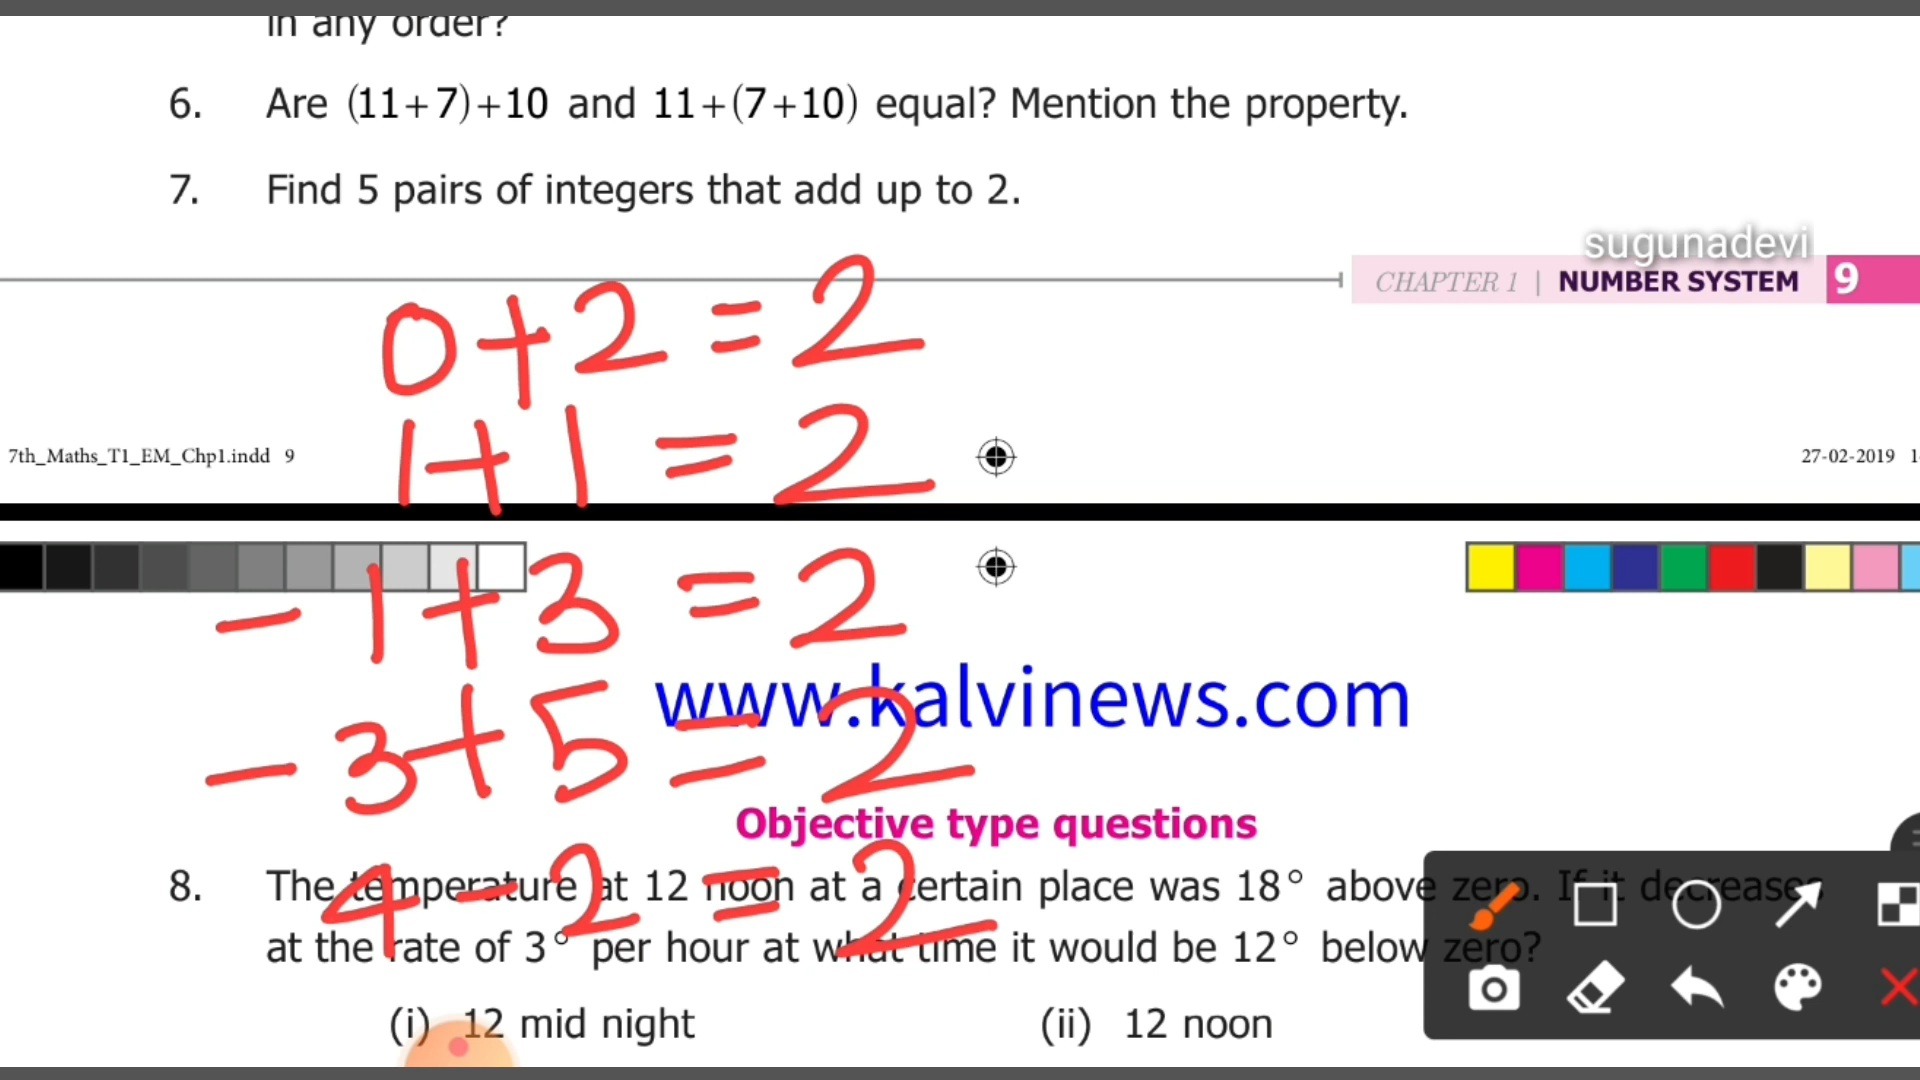 in any order?
6. Are (11+7)+10 and 11+(7+10) equal? Mention the property.
7. Find 5 pairs of integers that add up to 2.
sugunadevi
CHAPTER 1 | NUMBER SYSTEM 9
0+2=2
1+1=2
7th_Maths_T1_EM_Chp1.indd 9
27-02-2019
-1+3=2
www.kalvinews.com
-3+5=2
Objective type questions
4-2=2
8. The temperature at 12 noon at a certain place was 18° above zero. If it decreases
at the rate of 3° per hour at what time it would be 12° below zero?
(i) 12 mid night
(ii) 12 noon